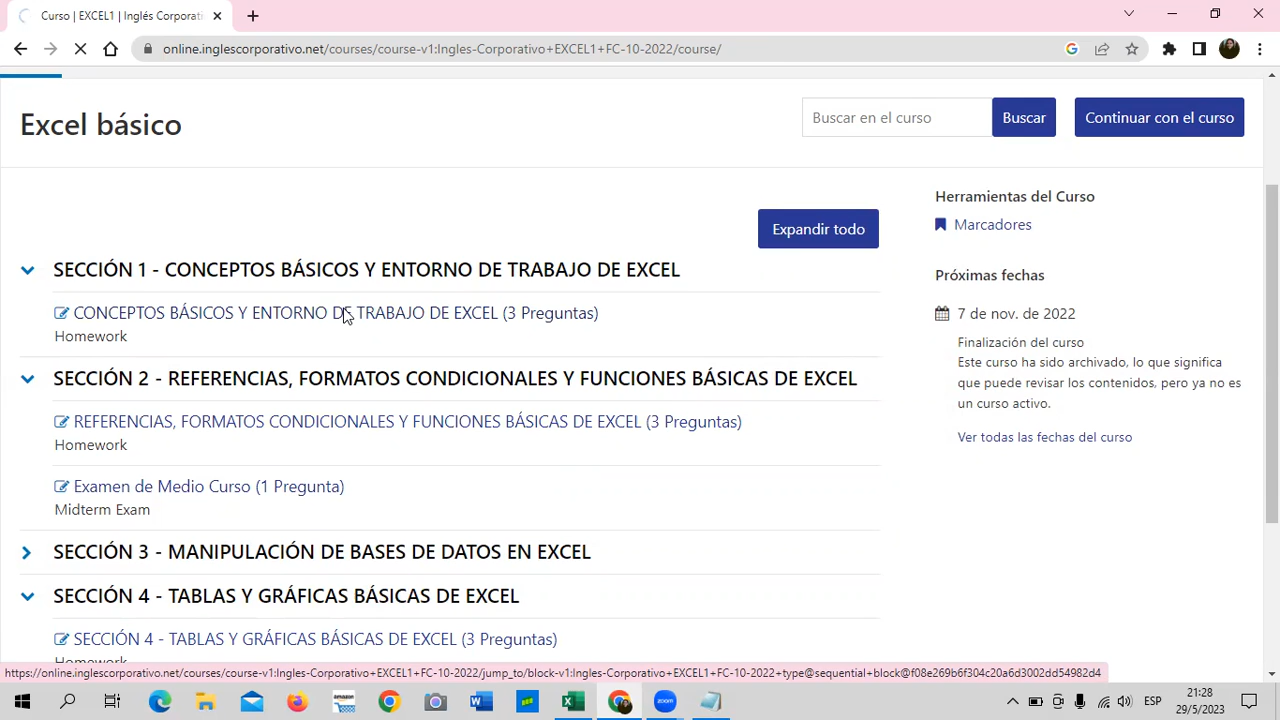 Curso | EXCEL1 | Inglés Corporati
online.inglescorporativo.net/courses/course-v1:Ingles-Corporativo+EXCEL1+FC-10-2022/course/
Excel básico
Buscar en el curso
Buscar
Continuar con el curso
Herramientas del Curso
Marcadores
Expandir todo
SECCIÓN 1 - CONCEPTOS BÁSICOS Y ENTORNO DE TRABAJO DE EXCEL
CONCEPTOS BÁSICOS Y ENTORNO DE TRABAJO DE EXCEL (3 Preguntas)
Homework
SECCIÓN 2 - REFERENCIAS, FORMATOS CONDICIONALES Y FUNCIONES BÁSICAS DE EXCEL
REFERENCIAS, FORMATOS CONDICIONALES Y FUNCIONES BÁSICAS DE EXCEL (3 Preguntas)
Homework
Examen de Medio Curso (1 Pregunta)
Midterm Exam
SECCIÓN 3 - MANIPULACIÓN DE BASES DE DATOS EN EXCEL
SECCIÓN 4 - TABLAS Y GRÁFICAS BÁSICAS DE EXCEL
SECCIÓN 4 - TABLAS Y GRÁFICAS BÁSICAS DE EXCEL (3 Preguntas)
Homework
Próximas fechas
7 de nov. de 2022
Finalización del curso
Este curso ha sido archivado, lo que significa
que puede revisar los contenidos, pero ya no es
un curso activo.
Ver todas las fechas del curso
https://online.inglescorporativo.net/courses/course-v1:Ingles-Corporativo+EXCEL1+FC-10-2022/jump_to/block-v1:Ingles-Corporativo+EXCEL1+FC-10-2022+type@sequential+block@f08e269b6f304c20a6d3002dd54982d4
amazon
zoom
ESP
21:28
29/5/2023